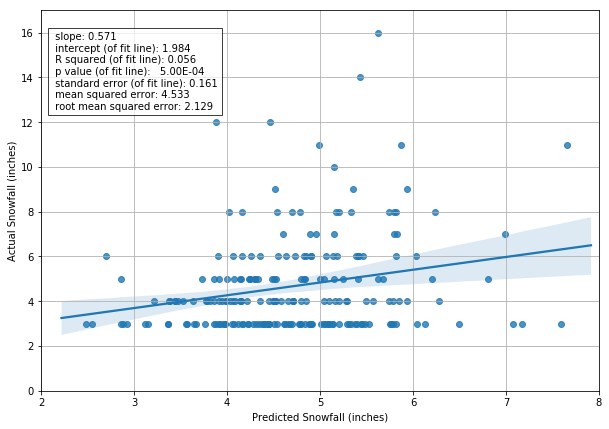 16
14
12
10
8
6
4
2
0
Actual Snowfall (inches)
slope: 0.571
intercept (of fit line): 1.984
R squared (of fit line): 0.056
p value (of fit line):   5.00E-04
standard error (of fit line): 0.161
mean squared error: 4.533
root mean squared error: 2.129
2 3 4 5 6 7 8
Predicted Snowfall (inches)